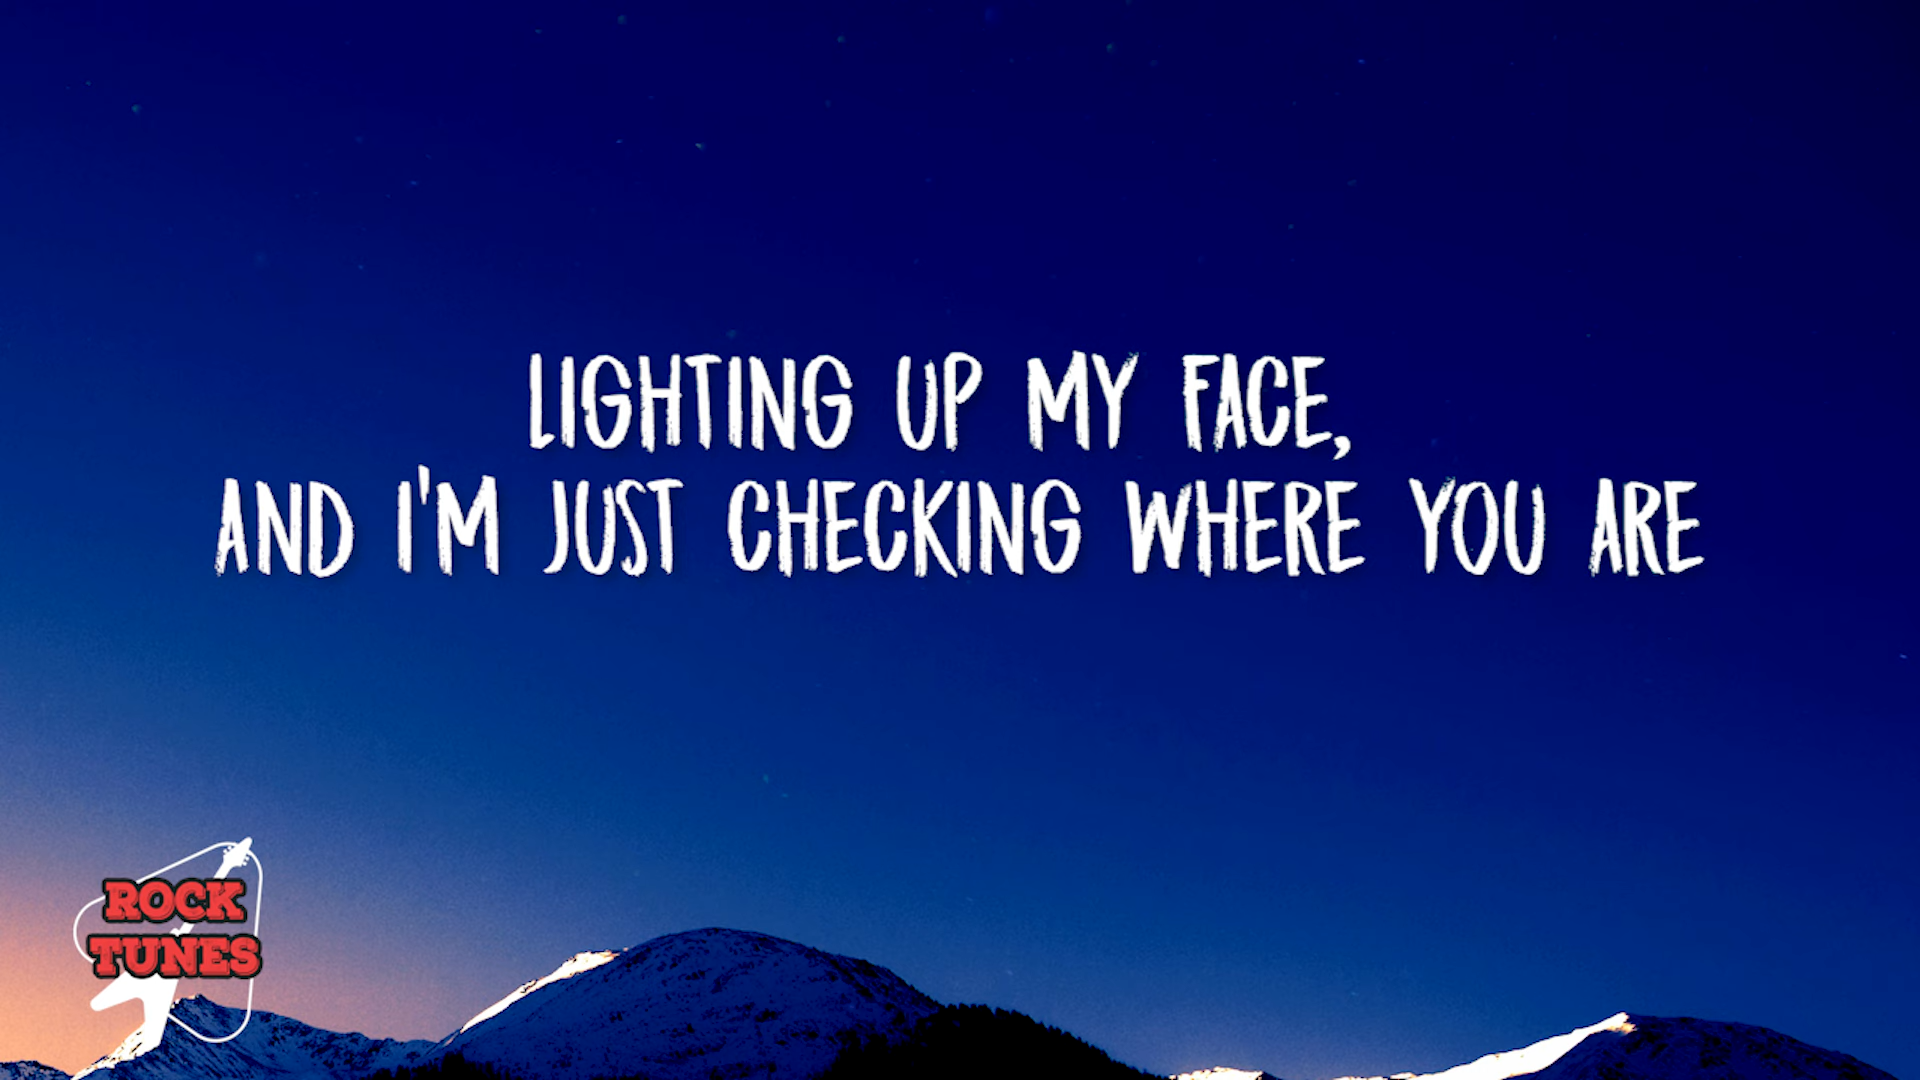 LIGHTING UP MY FACE,
AND I'M JUST CHECKING WHERE YOU ARE
ROCK
TUNES